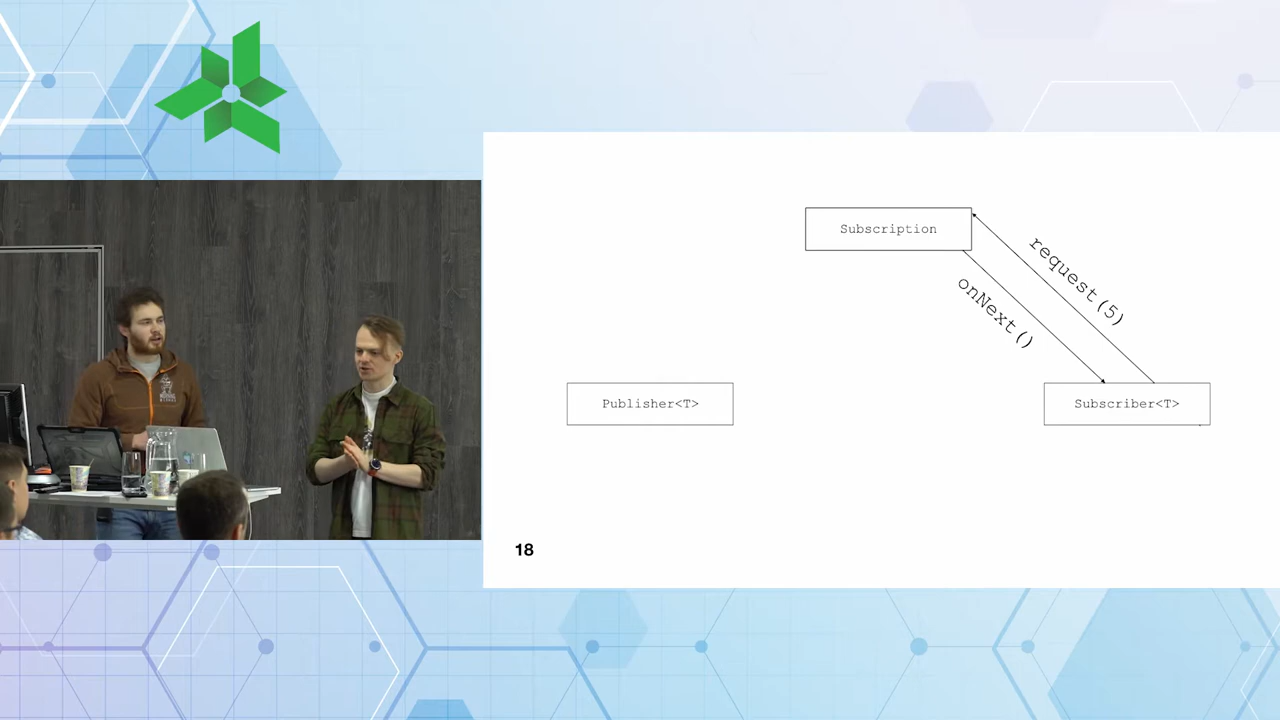 Subscription
request(5)
onNext()
Publisher<T>
Subscriber<T>
18